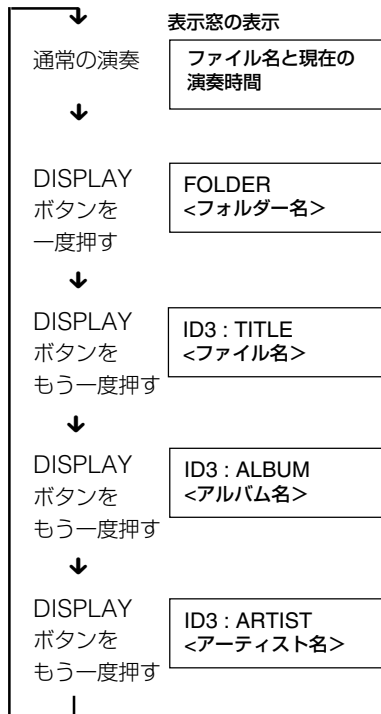 表示窓の表示
通常の演奏
ファイル名と現在の
演奏時間
DISPLAY
ボタンを
一度押す
FOLDER
<フォルダー名>
DISPLAY
ボタンを
もう一度押す
ID3 : TITLE
<ファイル名>
DISPLAY
ボタンを
もう一度押す
ID3 : ALBUM
<アルバム名>
DISPLAY
ボタンを
もう一度押す
ID3 : ARTIST
<アーティスト名>